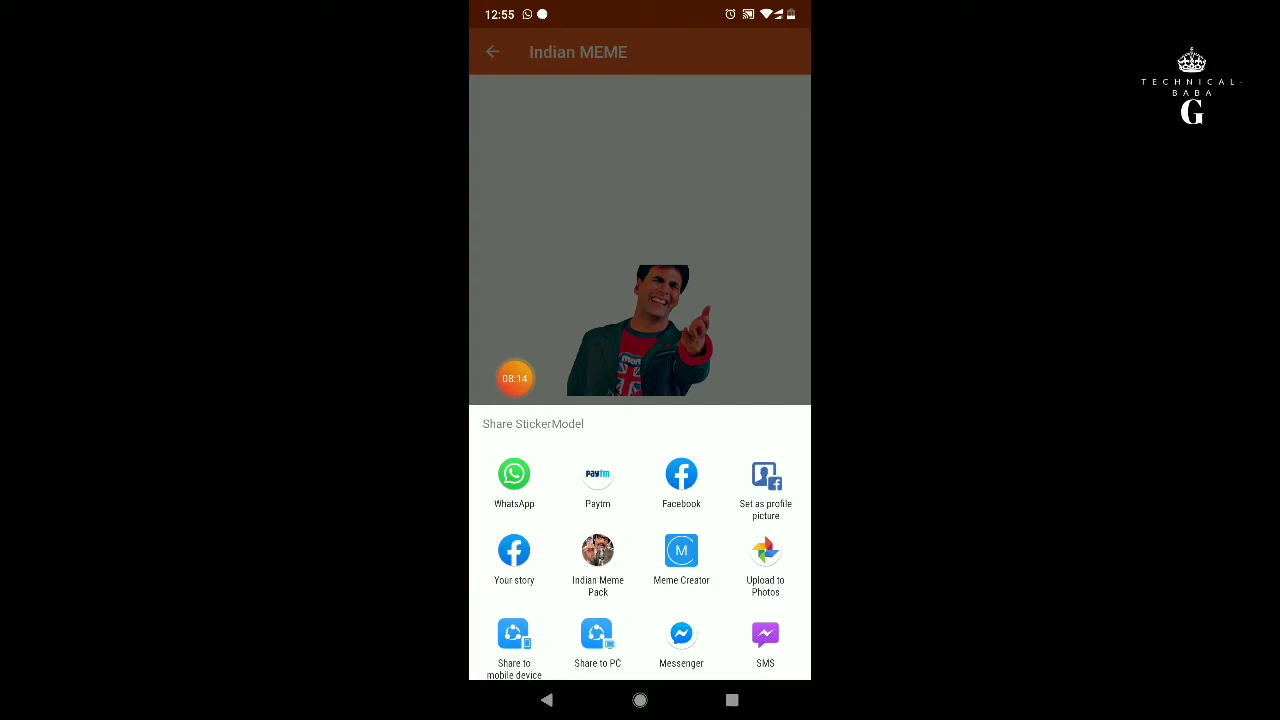 12:55
Indian MEME
TECHNICAL-
BABA
G
08:14
Share StickerModel
WhatsApp
Paytm
Paytm
Facebook
Set as profile
picture
Your story
Indian Meme
Pack
M
Meme Creator
Upload to
Photos
Share to
mobile device
Share to PC
Messenger
SMS